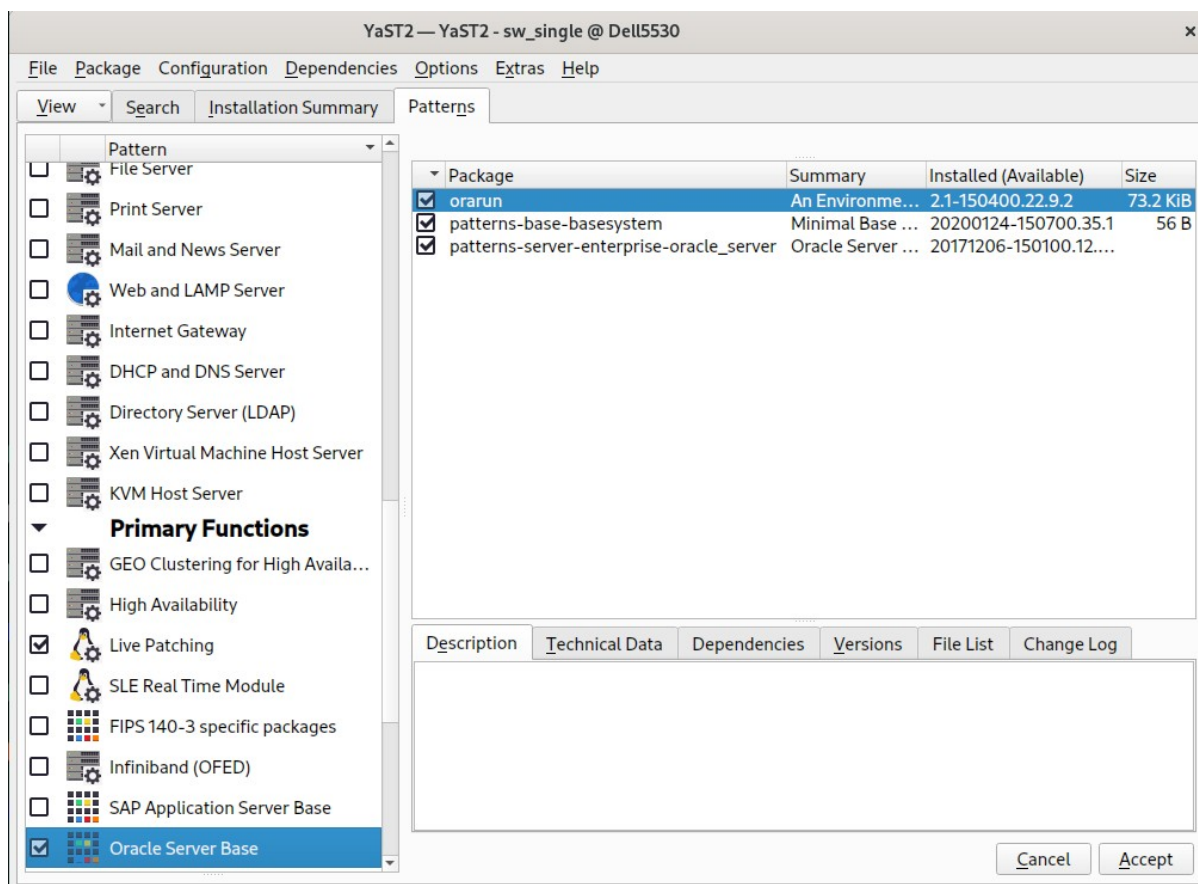 YaST2 — YaST2 - sw_single @ Dell5530
File Package Configuration Dependencies Options Extras Help
View Search Installation Summary Patterns
Pattern
File Server
Print Server
Mail and News Server
Web and LAMP Server
Internet Gateway
DHCP and DNS Server
Directory Server (LDAP)
Xen Virtual Machine Host Server
KVM Host Server
Primary Functions
GEO Clustering for High Availa...
High Availability
Live Patching
SLE Real Time Module
FIPS 140-3 specific packages
Infiniband (OFED)
SAP Application Server Base
Oracle Server Base
Package Summary Installed (Available) Size
orarun An Environme... 2.1-150400.22.9.2 73.2 KiB
patterns-base-basesystem Minimal Base ... 20200124-150700.35.1 56 B
patterns-server-enterprise-oracle_server Oracle Server ... 20171206-150100.12....
Description Technical Data Dependencies Versions File List Change Log
Cancel Accept